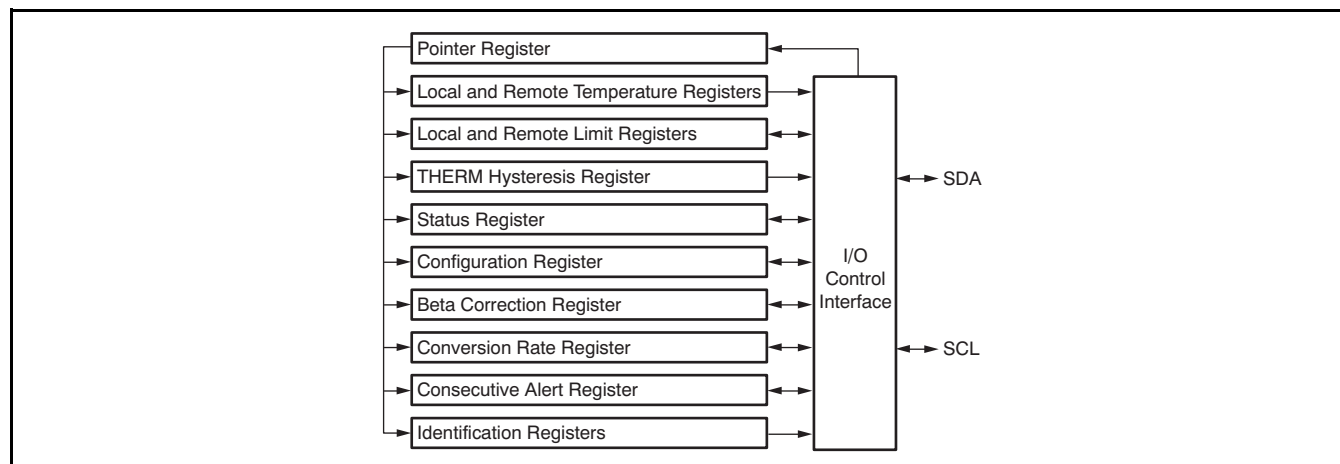 Pointer Register
Local and Remote Temperature Registers
Local and Remote Limit Registers
THERM Hysteresis Register
SDA
Status Register
I/O
Control
Interface
Configuration Register
Beta Correction Register
Conversion Rate Register
SCL
Consecutive Alert Register
Identification Registers